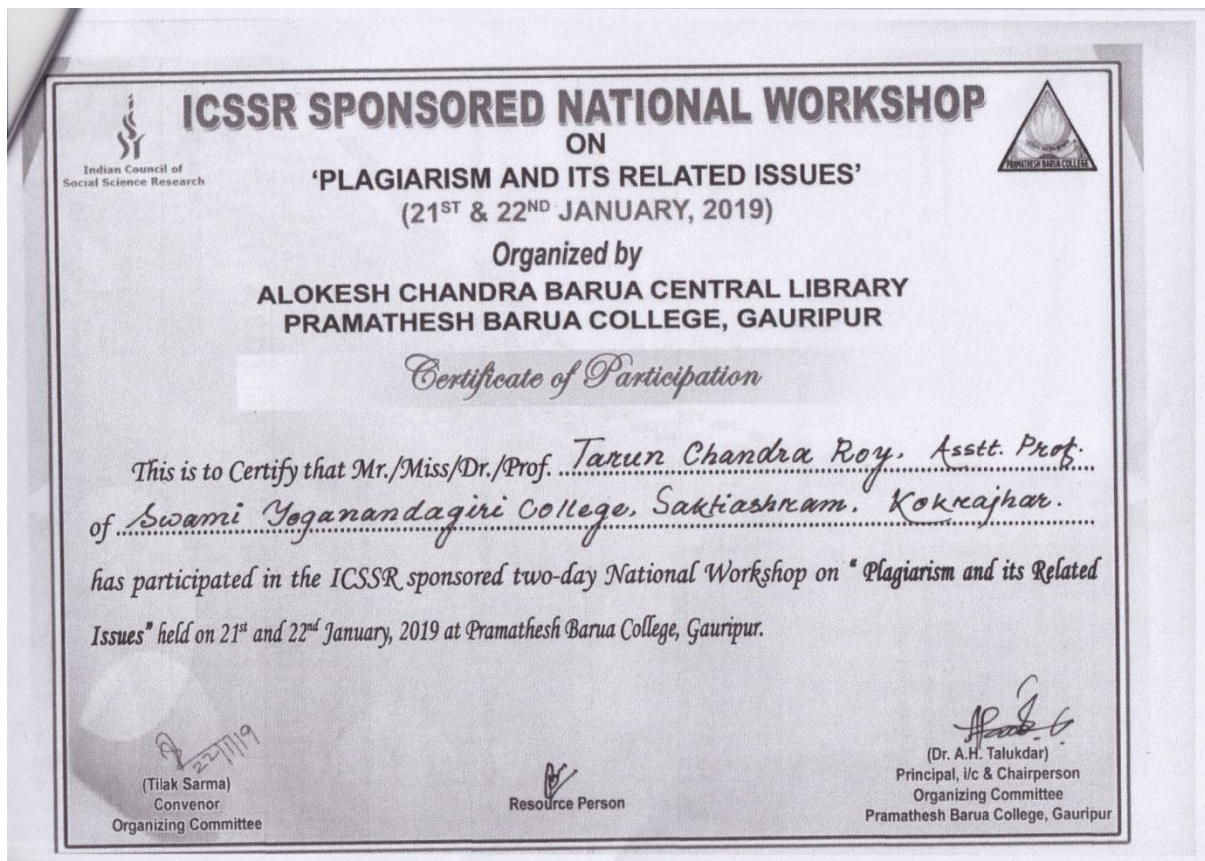 ICSSR SPONSORED NATIONAL WORKSHOP
ON
Indian Council of
Social Science Research
PRAMATHESH BARUA COLLEGE
‘PLAGIARISM AND ITS RELATED ISSUES’
(21ST & 22ND JANUARY, 2019)
Organized by
ALOKESH CHANDRA BARUA CENTRAL LIBRARY
PRAMATHESH BARUA COLLEGE, GAURIPUR
Certificate of Participation
This is to Certify that Mr./Miss/Dr./Prof. Tarun Chandra Roy, Asstt. Prof.
of Swami Yoganandagiri College, Saktiashram, Kokrajhar.
has participated in the ICSSR sponsored two-day National Workshop on “Plagiarism and its Related
Issues” held on 21st and 22nd January, 2019 at Pramathesh Barua College, Gauripur.
22/1/19
(Tilak Sarma)
Convenor
Organizing Committee
Resource Person
(Dr. A.H. Talukdar)
Principal, i/c & Chairperson
Organizing Committee
Pramathesh Barua College, Gauripur